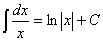 ∫ dx/x = ln|x| + C